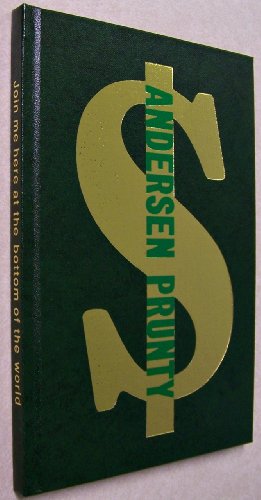 Join me here at the bottom of the world
$
ANDERSEN PRUNTY